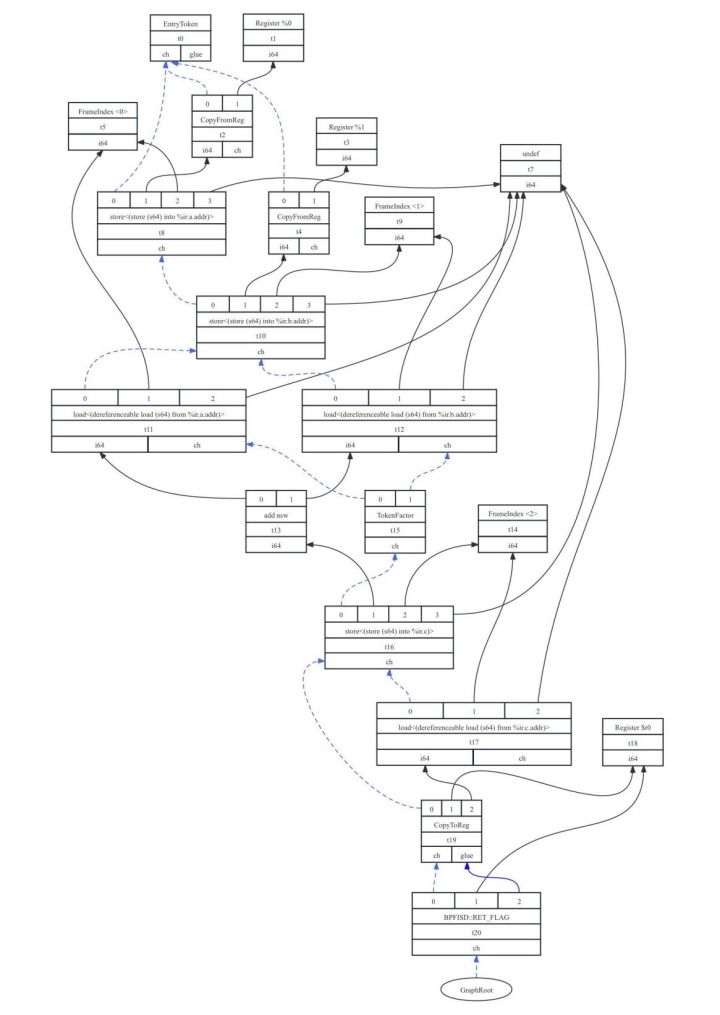 EntryToken
t0
ch glue
Register %0
t1
i64
0 1
CopyFromReg
t2
i64 ch
FrameIndex <0>
t5
i64
Register %1
t3
i64
undef
t7
i64
0 1 2 3
store<(store (s64) into %ir.a.addr)>
t8
ch
0 1
CopyFromReg
t4
i64 ch
FrameIndex <1>
t9
i64
0 1 2 3
store<(store (s64) into %ir.b.addr)>
t10
ch
0 1 2
load<(dereferenceable load (s64) from %ir.a.addr)>
t11
i64 ch
0 1 2
load<(dereferenceable load (s64) from %ir.b.addr)>
t12
i64 ch
0 1
add nsw
t13
i64
0 1
TokenFactor
t15
ch
FrameIndex <2>
t14
i64
0 1 2 3
store<(store (s64) into %ir.c)>
t16
ch
0 1 2
load<(dereferenceable load (s64) from %ir.c.addr)>
t17
i64 ch
Register $r0
t18
i64
0 1 2
CopyToReg
t19
ch glue
0 1 2
BPFISD::RET_FLAG
t20
ch
GraphRoot